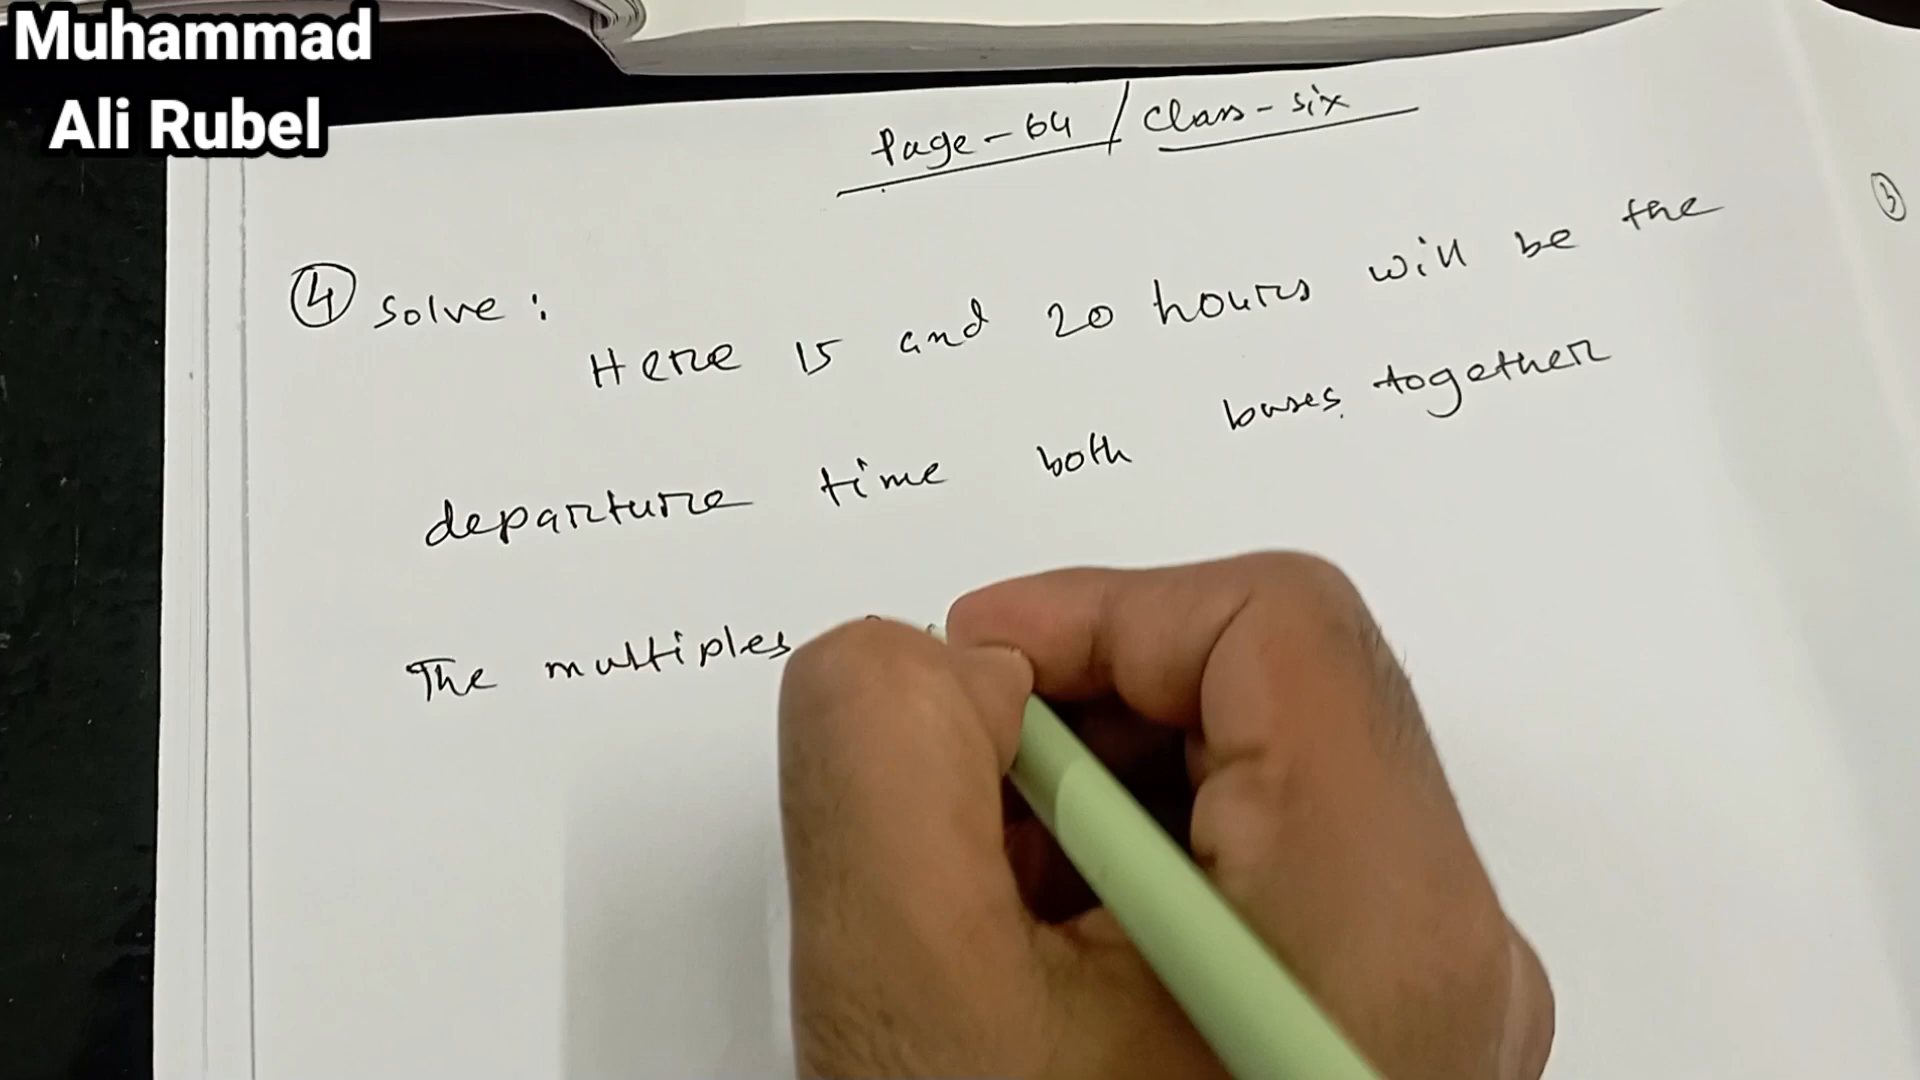 Muhammad
Ali Rubel
Page - 64 / Class - six
3
4 Solve :
Here 15 and 20 hours will be the
departure time both buses together
The multiples